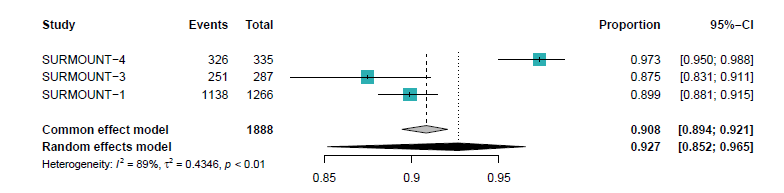 Study Events Total Proportion 95%−CI
SURMOUNT−4 326 335 0.973 [0.950; 0.988]
SURMOUNT−3 251 287 0.875 [0.831; 0.911]
SURMOUNT−1 1138 1266 0.899 [0.881; 0.915]
Common effect model 1888 0.908 [0.894; 0.921]
Random effects model 0.927 [0.852; 0.965]
Heterogeneity: I² = 89%, τ² = 0.4346, p < 0.01
0.85 0.9 0.95